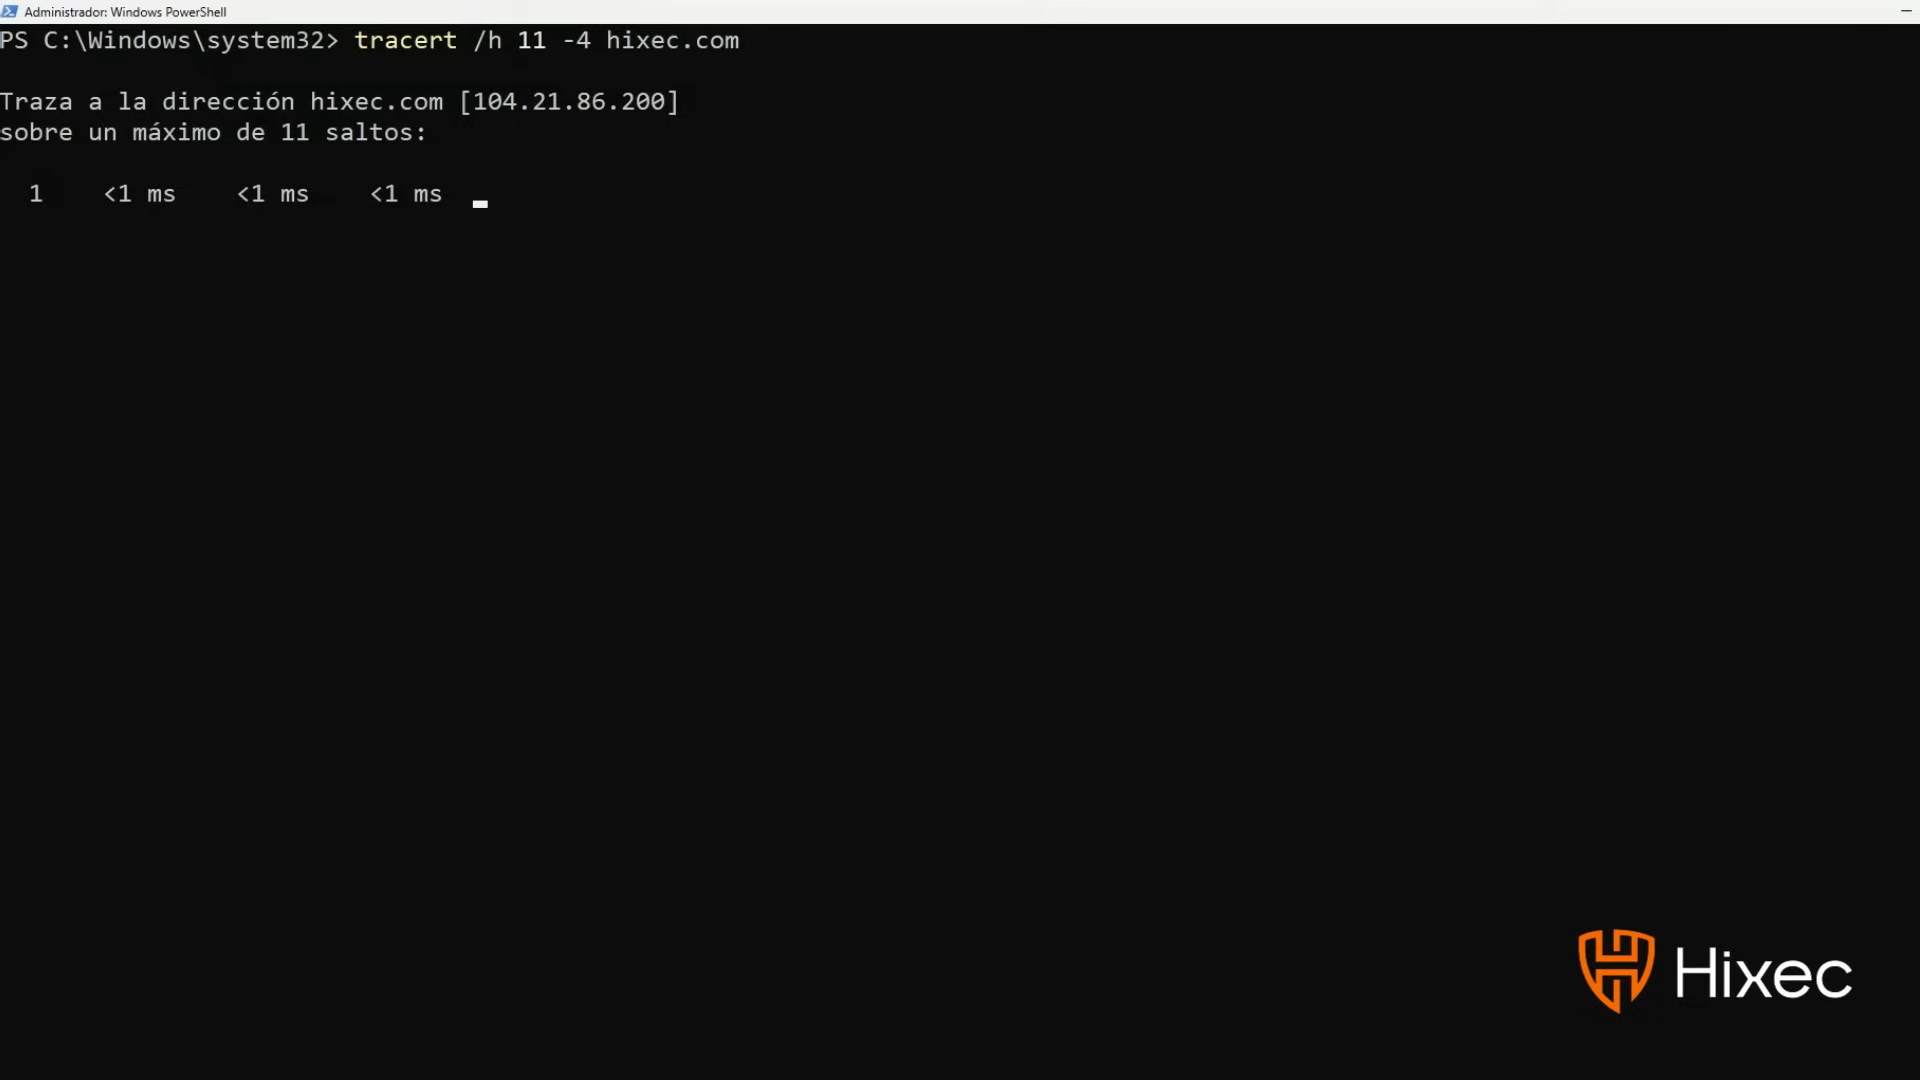 Administrador: Windows PowerShell
PS C:\Windows\system32> tracert /h 11 -4 hixec.com
Traza a la dirección hixec.com [104.21.86.200]
sobre un máximo de 11 saltos:
1 <1 ms <1 ms <1 ms
Hixec